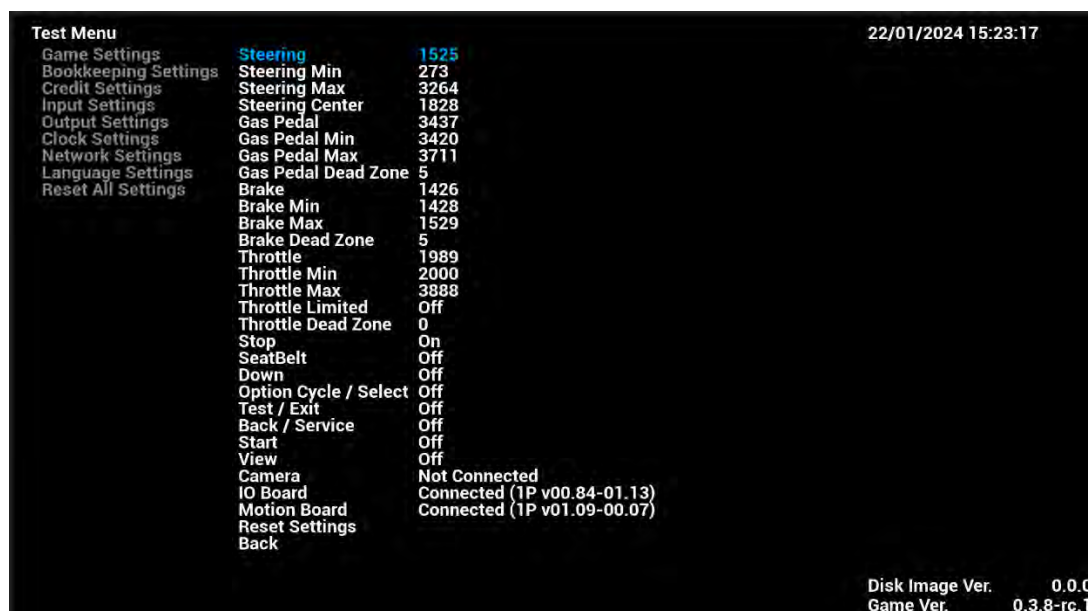 Test Menu
22/01/2024 15:23:17
Game Settings
Bookkeeping Settings
Credit Settings
Input Settings
Output Settings
Clock Settings
Network Settings
Language Settings
Reset All Settings
Steering 1525
Steering Min 273
Steering Max 3264
Steering Center 1828
Gas Pedal 3437
Gas Pedal Min 3420
Gas Pedal Max 3711
Gas Pedal Dead Zone 5
Brake 1426
Brake Min 1428
Brake Max 1529
Brake Dead Zone 5
Throttle 1989
Throttle Min 2000
Throttle Max 3888
Throttle Limited Off
Throttle Dead Zone 0
Stop On
SeatBelt Off
Down Off
Option Cycle / Select Off
Test / Exit Off
Back / Service Off
Start Off
View Off
Camera Not Connected
IO Board Connected (1P v00.84-01.13)
Motion Board Connected (1P v01.09-00.07)
Reset Settings
Back
Disk Image Ver. 0.0.0
Game Ver.